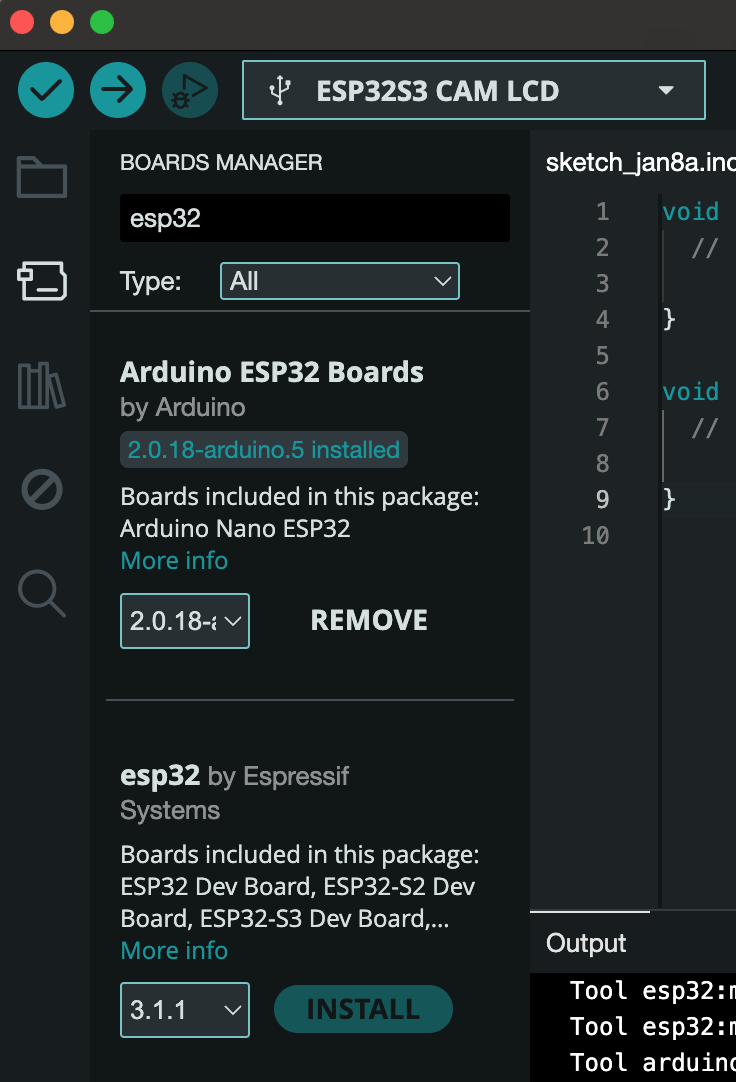 ESP32S3 CAM LCD
BOARDS MANAGER
esp32
Type: All
Arduino ESP32 Boards
by Arduino
2.0.18-arduino.5 installed
Boards included in this package:
Arduino Nano ESP32
More info
2.0.18-a
REMOVE
esp32 by Espressif
Systems
Boards included in this package:
ESP32 Dev Board, ESP32-S2 Dev
Board, ESP32-S3 Dev Board,...
More info
3.1.1
INSTALL
sketch_jan8a.ino
1 void
2 //
3
4 }
5
6 void
7 //
8
9 }
10
Output
Tool esp32:
Tool esp32:
Tool arduino